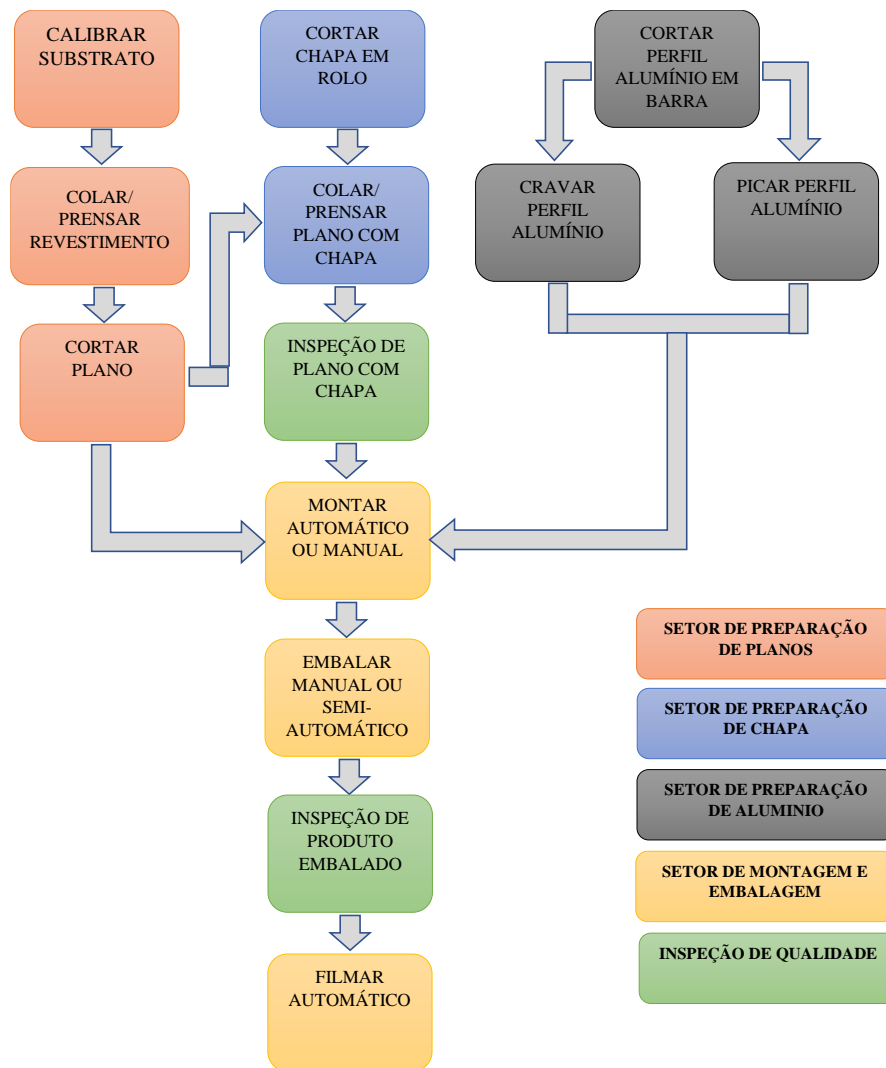 CALIBRAR
SUBSTRATO
COLAR/
PRENSAR
REVESTIMENTO
CORTAR
PLANO
CORTAR
CHAPA EM
ROLO
COLAR/
PRENSAR
PLANO COM
CHAPA
INSPEÇÃO DE
PLANO COM
CHAPA
CORTAR
PERFIL
ALUMÍNIO EM
BARRA
CRAVAR
PERFIL
ALUMÍNIO
PICAR PERFIL
ALUMÍNIO
MONTAR
AUTOMÁTICO
OU MANUAL
EMBALAR
MANUAL OU
SEMI-
AUTOMÁTICO
INSPEÇÃO DE
PRODUTO
EMBALADO
FILMAR
AUTOMÁTICO
SETOR DE PREPARAÇÃO
DE PLANOS
SETOR DE PREPARAÇÃO
DE CHAPA
SETOR DE PREPARAÇÃO
DE ALUMINIO
SETOR DE MONTAGEM E
EMBALAGEM
INSPEÇÃO DE QUALIDADE